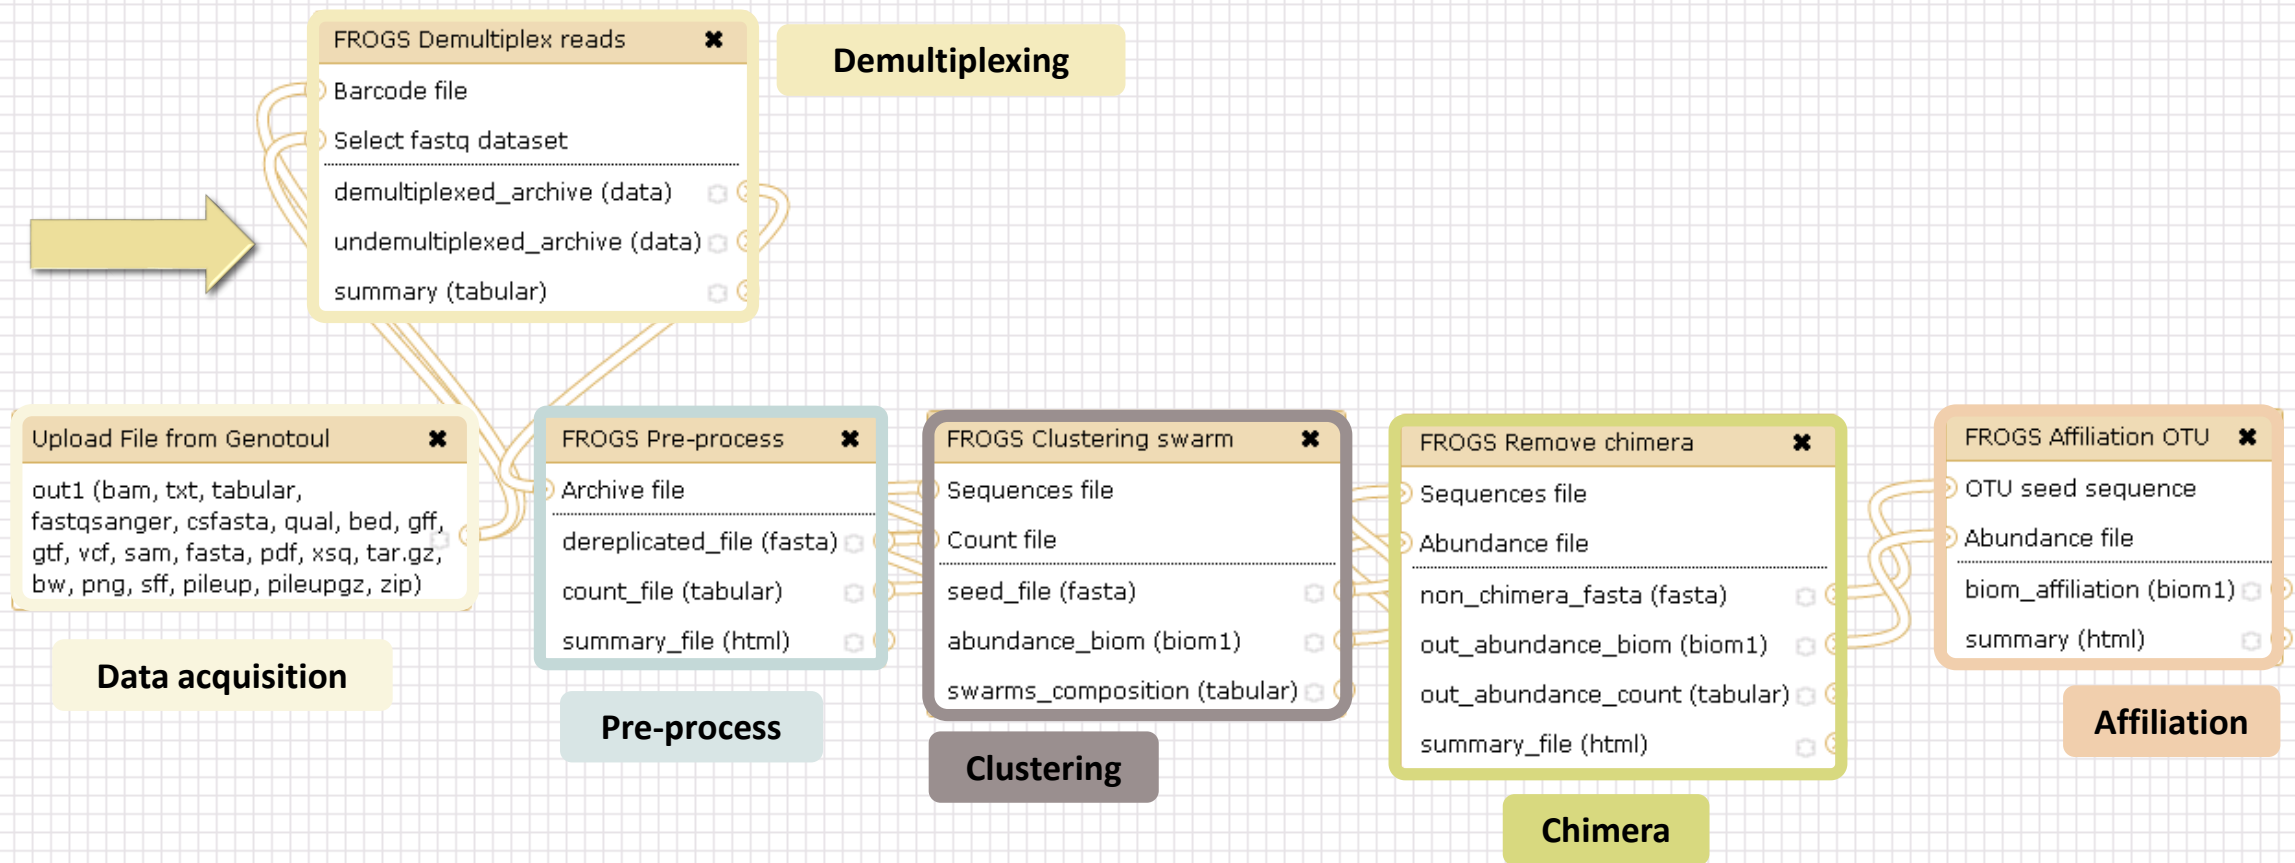 FROGS Demultiplex reads
Barcode file
Select fastq dataset
demultiplexed_archive (data)
undemultiplexed_archive (data)
summary (tabular)
Demultiplexing
Upload File from Genotoul
out1 (bam, txt, tabular,
fastqsanger, csfasta, qual, bed, gff,
gtf, vcf, sam, fasta, pdf, xsq, tar.gz,
bw, png, sff, pileup, pileupgz, zip)
Data acquisition
FROGS Pre-process
Archive file
dereplicated_file (fasta)
count_file (tabular)
summary_file (html)
Pre-process
FROGS Clustering swarm
Sequences file
Count file
seed_file (fasta)
abundance_biom (biom1)
swarms_composition (tabular)
Clustering
FROGS Remove chimera
Sequences file
Abundance file
non_chimera_fasta (fasta)
out_abundance_biom (biom1)
out_abundance_count (tabular)
summary_file (html)
Chimera
FROGS Affiliation OTU
OTU seed sequence
Abundance file
biom_affiliation (biom1)
summary (html)
Affiliation